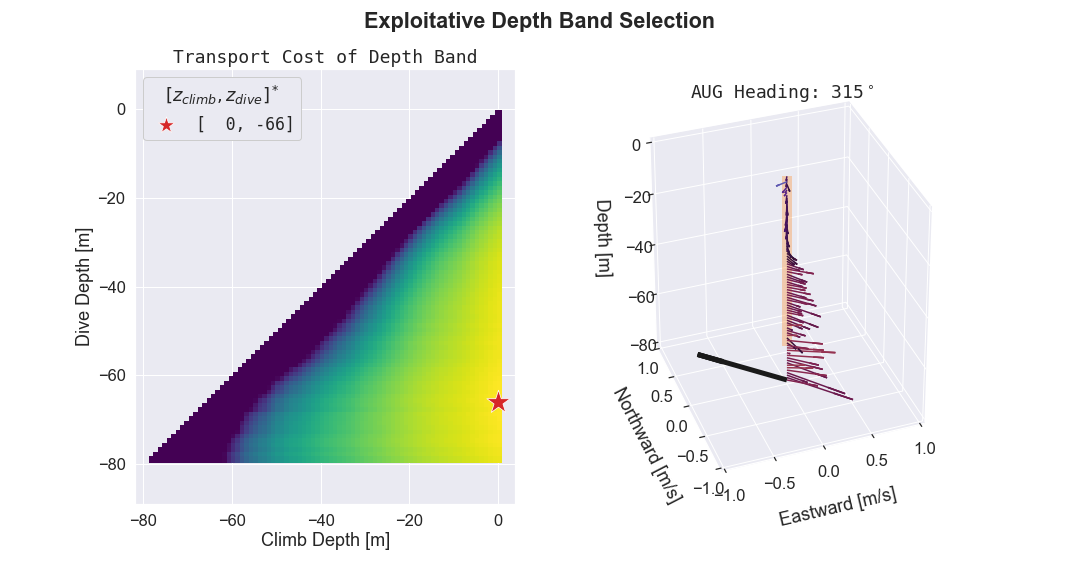 Exploitative Depth Band Selection
Transport Cost of Depth Band
[z_climb,z_dive]*
[  0, -66]
0
−20
−40
−60
−80
Dive Depth [m]
−80
−60
−40
−20
0
Climb Depth [m]
AUG Heading: 315°
0
−20
−40
−60
−80
Depth [m]
1.0
0.5
0.0
−0.5
−1.0
Northward [m/s]
−1.0
−0.5
0.0
0.5
1.0
Eastward [m/s]